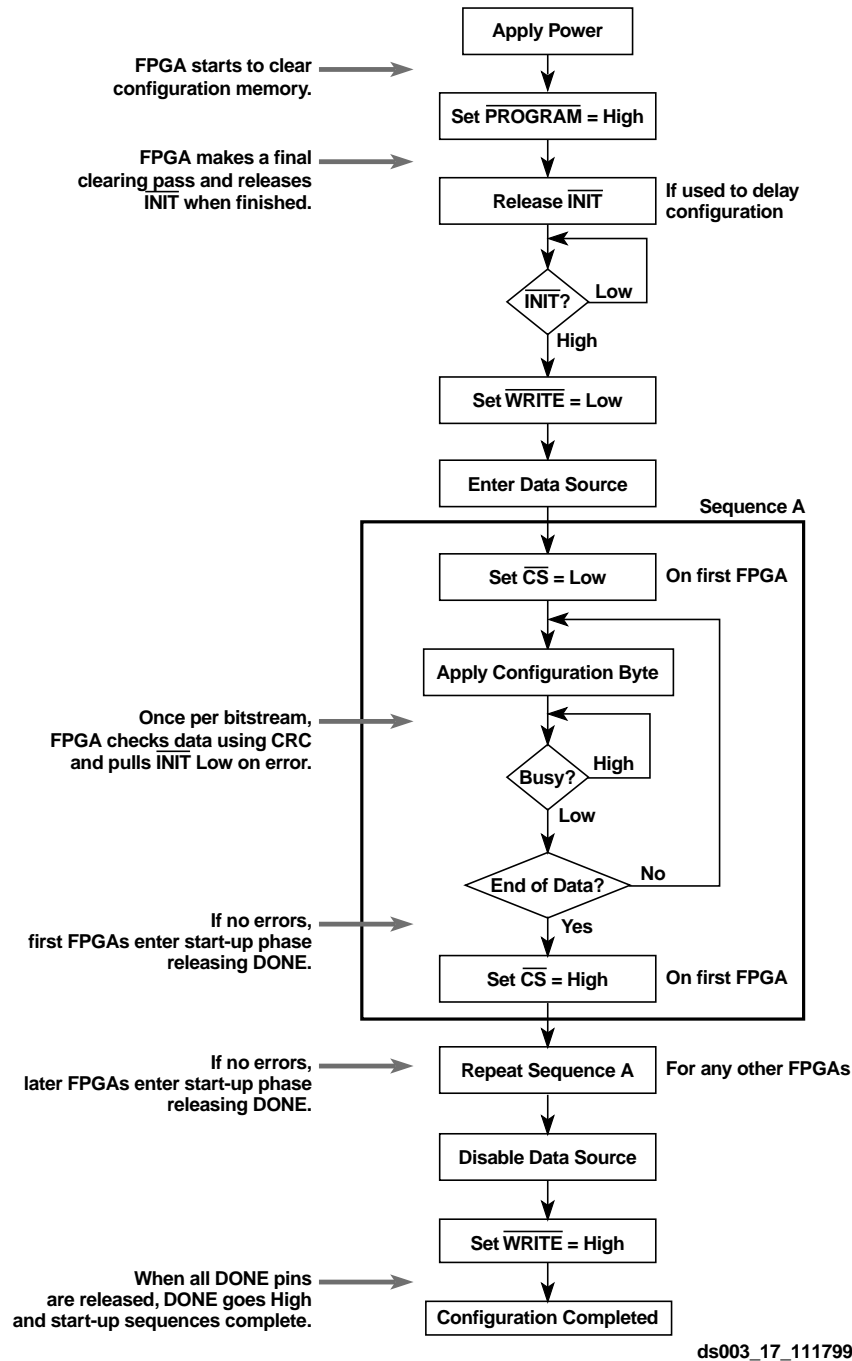 Apply Power
FPGA starts to clear
configuration memory.
Set PROGRAM = High
FPGA makes a final
clearing pass and releases
INIT when finished.
Release INIT
If used to delay
configuration
INIT?
Low
High
Set WRITE = Low
Enter Data Source
Sequence A
Set CS = Low
On first FPGA
Apply Configuration Byte
Once per bitstream,
FPGA checks data using CRC
and pulls INIT Low on error.
Busy?
High
Low
End of Data?
No
Yes
If no errors,
first FPGAs enter start-up phase
releasing DONE.
Set CS = High
On first FPGA
If no errors,
later FPGAs enter start-up phase
releasing DONE.
Repeat Sequence A
For any other FPGAs
Disable Data Source
Set WRITE = High
When all DONE pins
are released, DONE goes High
and start-up sequences complete.
Configuration Completed
ds003_17_111799